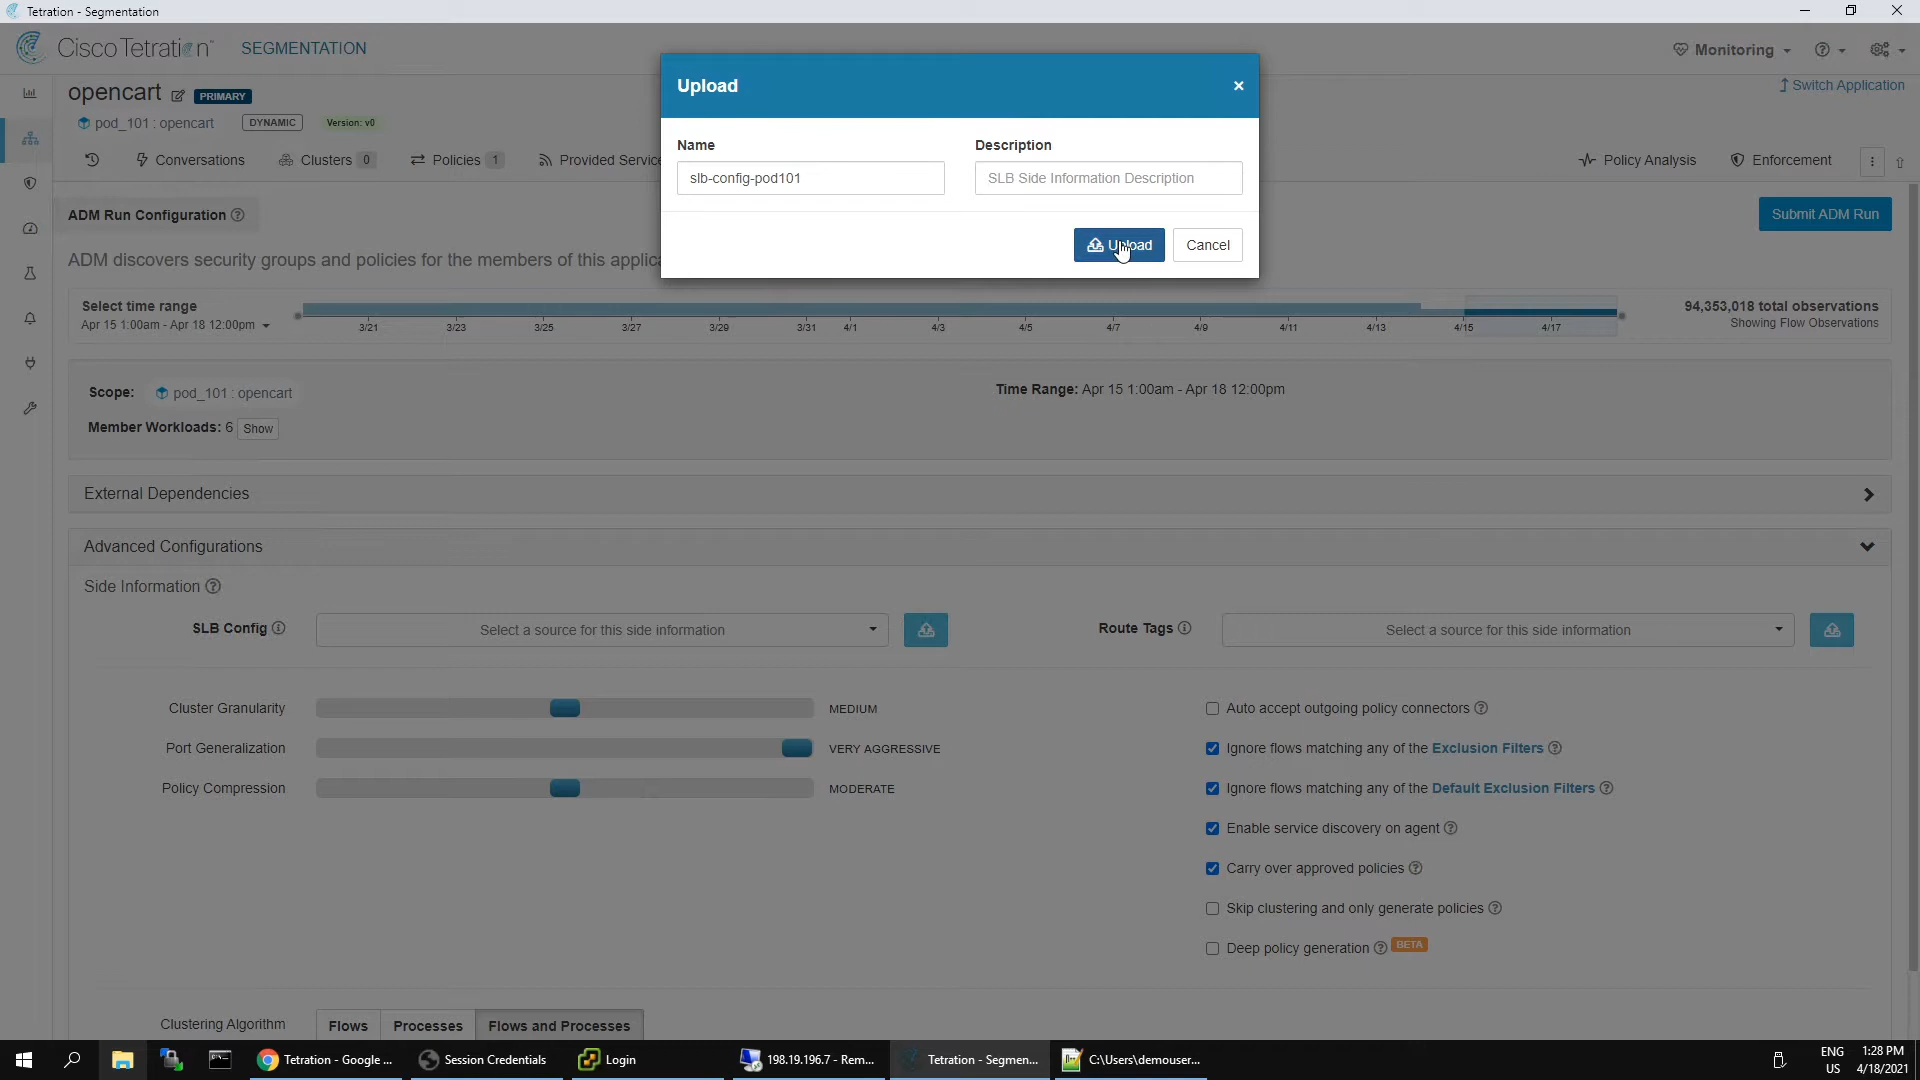 Tetration - Segmentation
Cisco Tetration
SEGMENTATION
Monitoring
opencart PRIMARY
Switch Application
pod_101 : opencart DYNAMIC Version: v0
Conversations Clusters 0 Policies 1 Provided Service
Policy Analysis Enforcement
Upload
×
Name Description
slb-config-pod101 SLB Side Information Description
Upload Cancel
ADM Run Configuration
Submit ADM Run
ADM discovers security groups and policies for the members of this applica
Select time range
Apr 15 1:00am - Apr 18 12:00pm
3/21 3/23 3/25 3/27 3/29 3/31 4/1 4/3 4/5 4/7 4/9 4/11 4/13 4/15 4/17
94,353,018 total observations
Showing Flow Observations
Scope: pod_101 : opencart
Time Range: Apr 15 1:00am - Apr 18 12:00pm
Member Workloads: 6 Show
External Dependencies
Advanced Configurations
Side Information
SLB Config Select a source for this side information
Route Tags Select a source for this side information
Cluster Granularity MEDIUM
Port Generalization VERY AGGRESSIVE
Policy Compression MODERATE
Auto accept outgoing policy connectors
Ignore flows matching any of the Exclusion Filters
Ignore flows matching any of the Default Exclusion Filters
Enable service discovery on agent
Carry over approved policies
Skip clustering and only generate policies
Deep policy generation BETA
Clustering Algorithm Flows Processes Flows and Processes
Tetration - Google ...
Session Credentials
Login
198.19.196.7 - Rem...
Tetration - Segmen...
C:\Users\demouser...
ENG
US
1:28 PM
4/18/2021